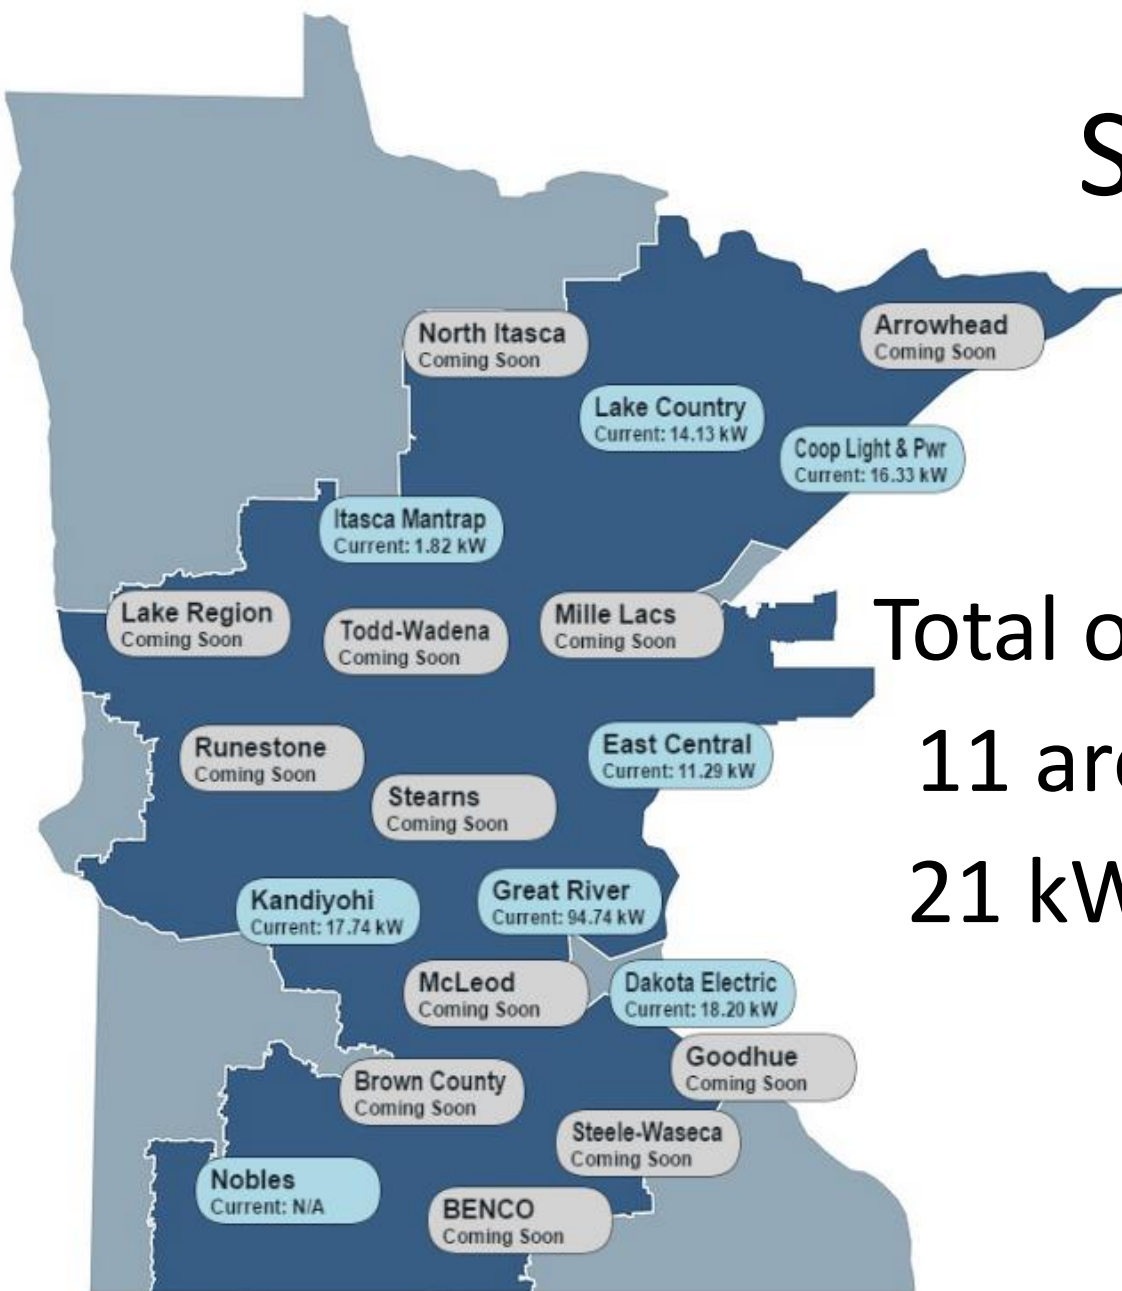 S
North Itasca
Coming Soon
Arrowhead
Coming Soon
Lake Country
Current: 14.13 kW
Coop Light & Pwr
Current: 16.33 kW
Itasca Mantrap
Current: 1.82 kW
Lake Region
Coming Soon
Todd-Wadena
Coming Soon
Mille Lacs
Coming Soon
Total o
Runestone
Coming Soon
East Central
Current: 11.29 kW
11 are
Stearns
Coming Soon
Kandiyohi
Current: 17.74 kW
Great River
Current: 94.74 kW
21 kW
McLeod
Coming Soon
Dakota Electric
Current: 18.20 kW
Goodhue
Coming Soon
Brown County
Coming Soon
Steele-Waseca
Coming Soon
Nobles
Current: N/A
BENCO
Coming Soon